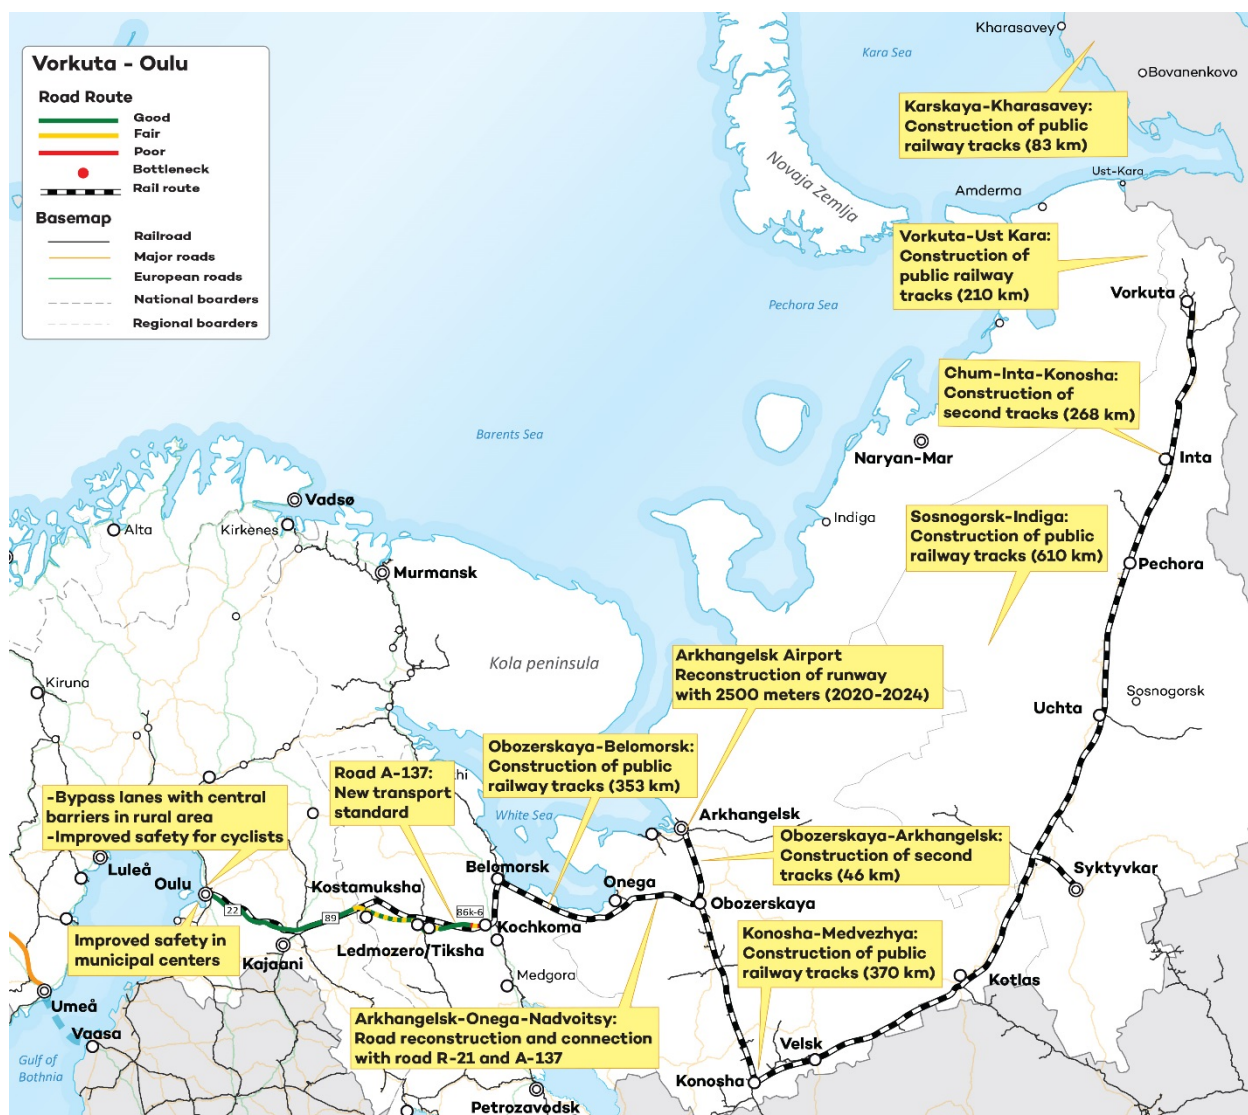 Vorkuta - Oulu
Road Route
Good
Fair
Poor
Bottleneck
Rail route
Basemap
Railroad
Major roads
European roads
National boarders
Regional boarders
Kharasavey
Kara Sea
Bovanenkovo
Karskaya-Kharasavey:
Construction of public
railway tracks (83 km)
Novaja Zemlja
Ust-Kara
Amderma
Vorkuta-Ust Kara:
Construction of
public railway
tracks (210 km)
Vorkuta
Pechora Sea
Chum-Inta-Konosha:
Construction of
second tracks (268 km)
Barents Sea
Naryan-Mar
Inta
Vadsø
Alta
Kirkenes
Indiga
Sosnogorsk-Indiga:
Construction of public
railway tracks (610 km)
Murmansk
Pechora
Kola peninsula
Kiruna
Arkhangelsk Airport
Reconstruction of runway
with 2500 meters (2020-2024)
Sosnogorsk
Uchta
Obozerskaya-Belomorsk:
Construction of public
railway tracks (353 km)
Road A-137:
New transport
standard
-Bypass lanes with central
barriers in rural area
-Improved safety for cyclists
White Sea
Arkhangelsk
Obozerskaya-Arkhangelsk:
Construction of second
tracks (46 km)
Luleå
Oulu
Kostamuksha
Belomorsk
Onega
Syktyvkar
22
89
86k-6
Kochkoma
Obozerskaya
Improved safety in
municipal centers
Kajaani
Ledmozero/Tiksha
Konosha-Medvezhya:
Construction of public
railway tracks (370 km)
Medgora
Kotlas
Umeå
Vaasa
Arkhangelsk-Onega-Nadvoitsy:
Road reconstruction and connection
with road R-21 and A-137
Velsk
Gulf of
Bothnia
Konosha
Petrozavodsk